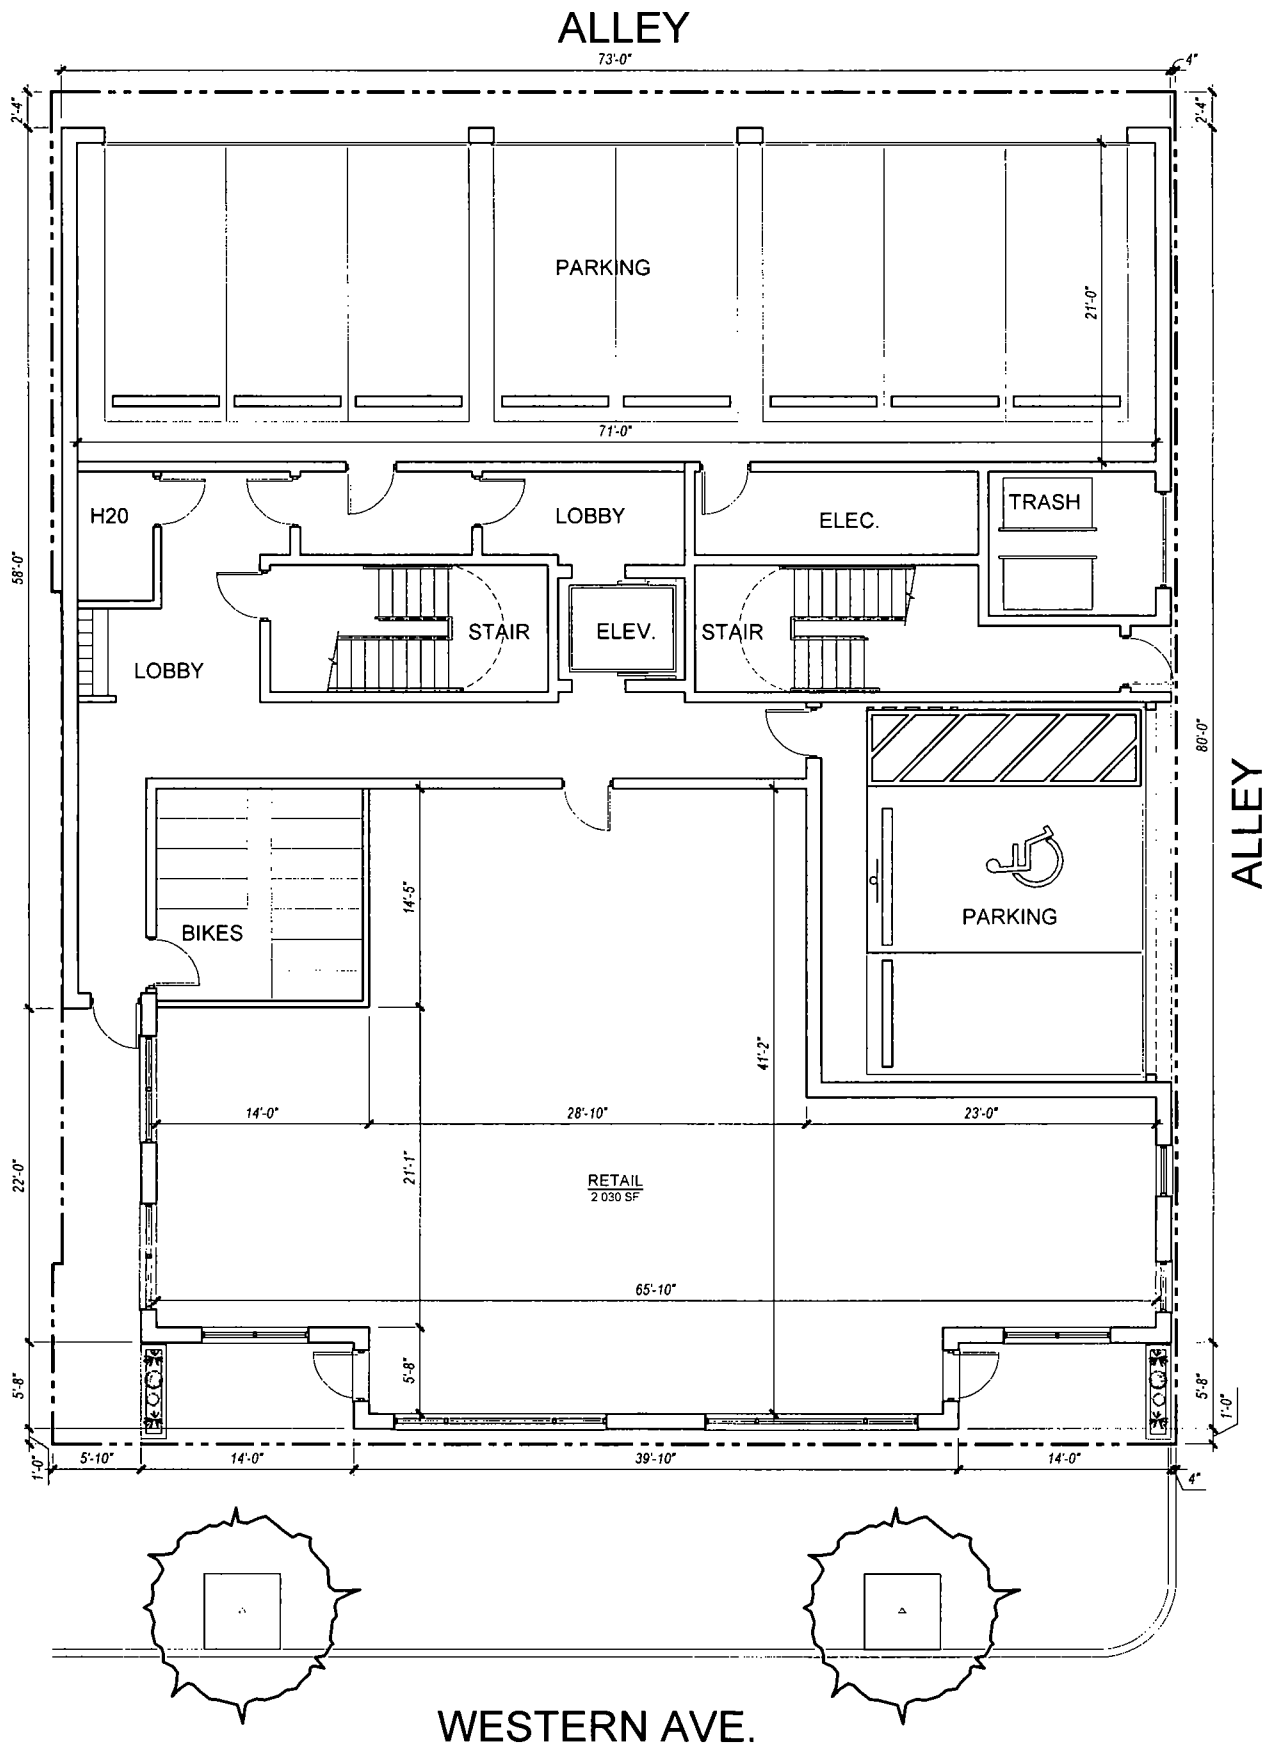 ALLEY
73'-0"
4"
2'-4"
2'-4"
PARKING
21'-0"
71'-0"
H20
LOBBY
ELEC.
TRASH
58'-0"
STAIR
ELEV.
STAIR
LOBBY
80'-0"
ALLEY
14'-5"
BIKES
PARKING
41'-2"
14'-0"
28'-10"
23'-0"
22'-0"
21'-1"
RETAIL
2 030 SF
65'-10"
5'-8"
5'-8"
5'-8"
1'-0"
1'-0"
5'-10"
14'-0"
39'-10"
14'-0"
4"
WESTERN AVE.